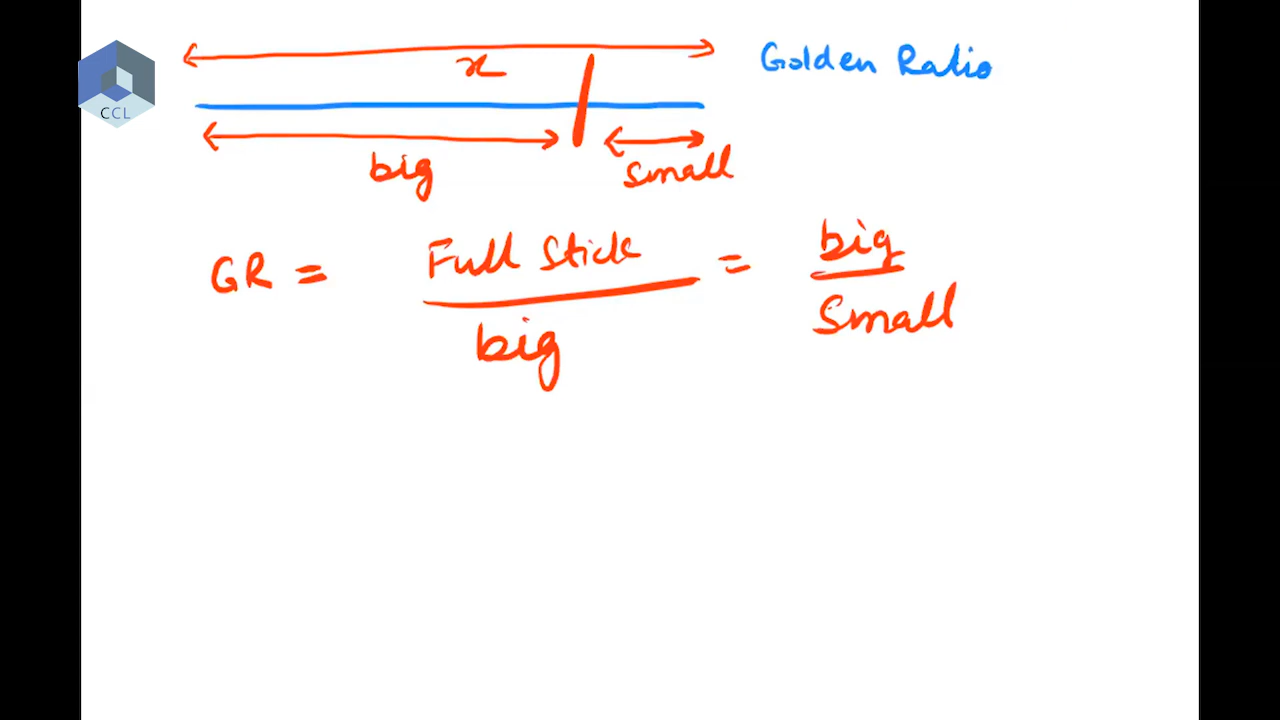 Golden Ratio
x
CCL
big
small
GR = Full Stick / big = big / Small